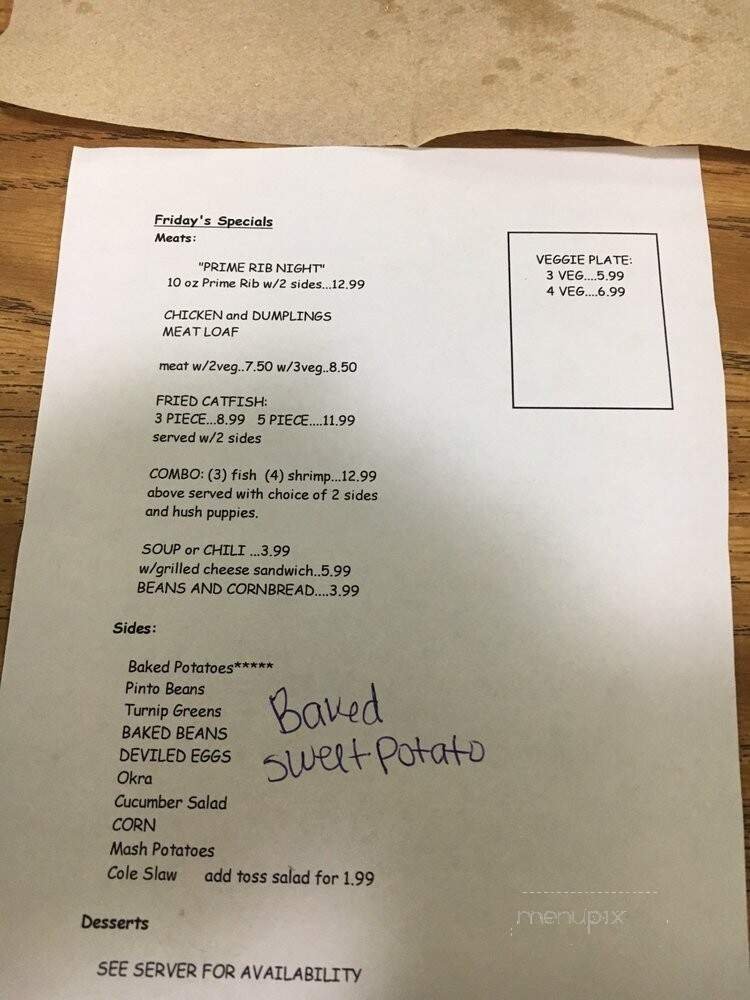 Friday's Specials
Meats:
"PRIME RIB NIGHT"
10 oz Prime Rib w/2 sides...12.99
CHICKEN and DUMPLINGS
MEAT LOAF
meat w/2veg..7.50 w/3veg..8.50
FRIED CATFISH:
3 PIECE...8.99 5 PIECE....11.99
served w/2 sides
COMBO: (3) fish (4) shrimp...12.99
above served with choice of 2 sides
and hush puppies.
SOUP or CHILI ...3.99
w/grilled cheese sandwich..5.99
BEANS AND CORNBREAD....3.99
VEGGIE PLATE:
3 VEG....5.99
4 VEG....6.99
Sides:
Baked Potatoes*****
Pinto Beans
Turnip Greens
BAKED BEANS
DEVILED EGGS
Okra
Cucumber Salad
CORN
Mash Potatoes
Cole Slaw add toss salad for 1.99
Baked
sweet potato
Desserts
SEE SERVER FOR AVAILABILITY
menupix